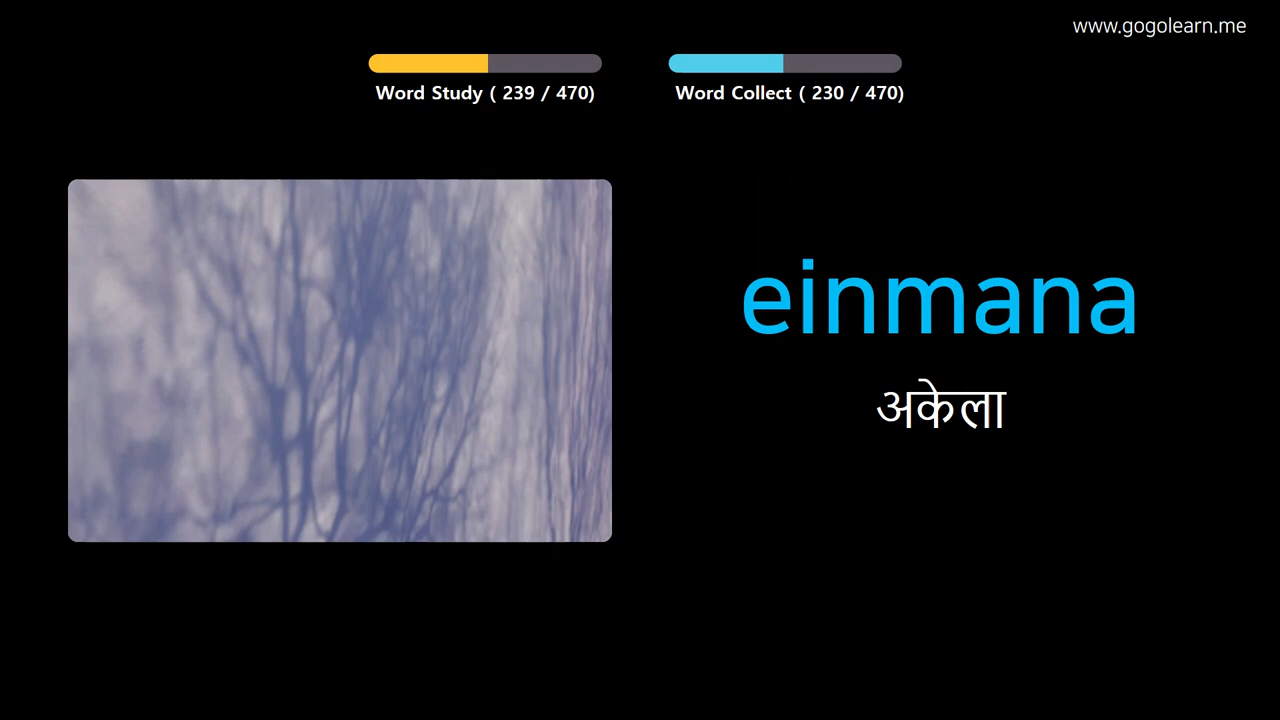 www.gogolearn.me
Word Study ( 239 / 470)
Word Collect ( 230 / 470)
einmana
अकेला